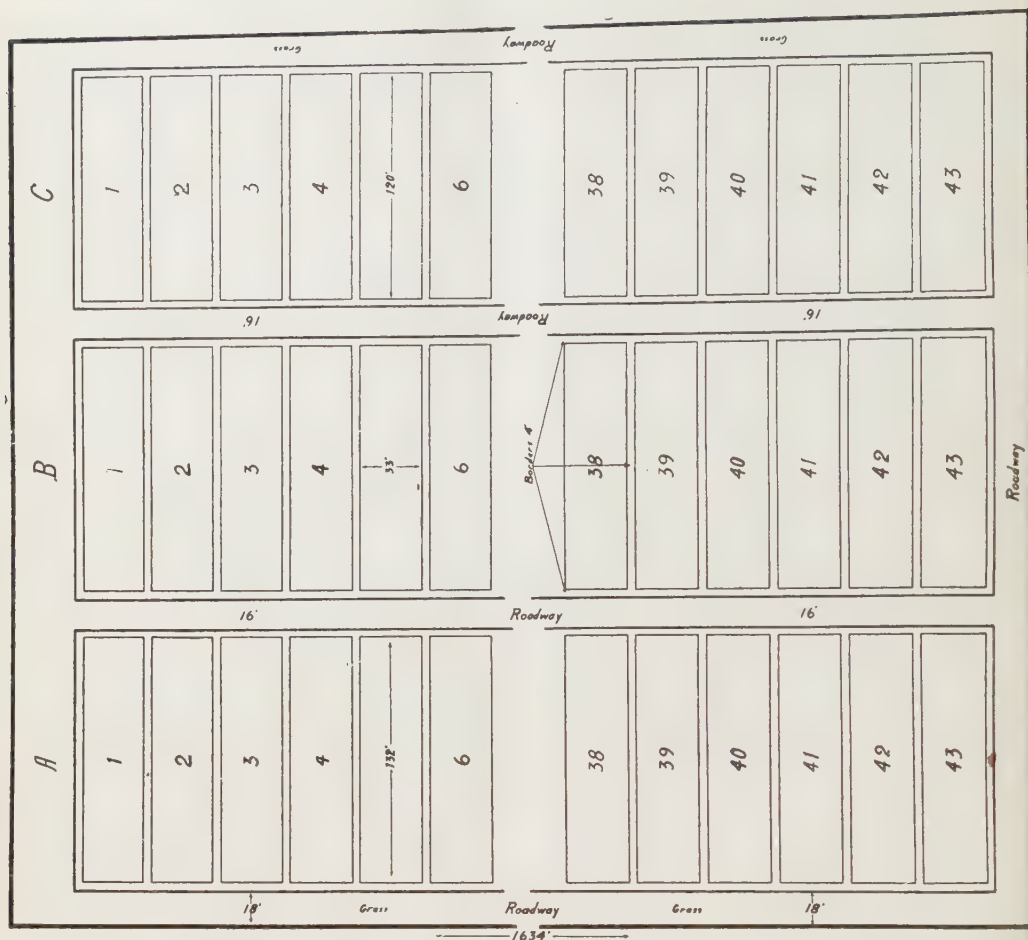 Grass Roadway Grass
C
1 2 3 4 120' 6 38 39 40 41 42 43
16' Roadway 16'
B
1 2 3 4 33' 6 Borders 4' 38 39 40 41 42 43
Roadway
16' Roadway 16'
A
1 2 3 4 132' 6 38 39 40 41 42 43
18' Grass Roadway Grass 18'
1634'